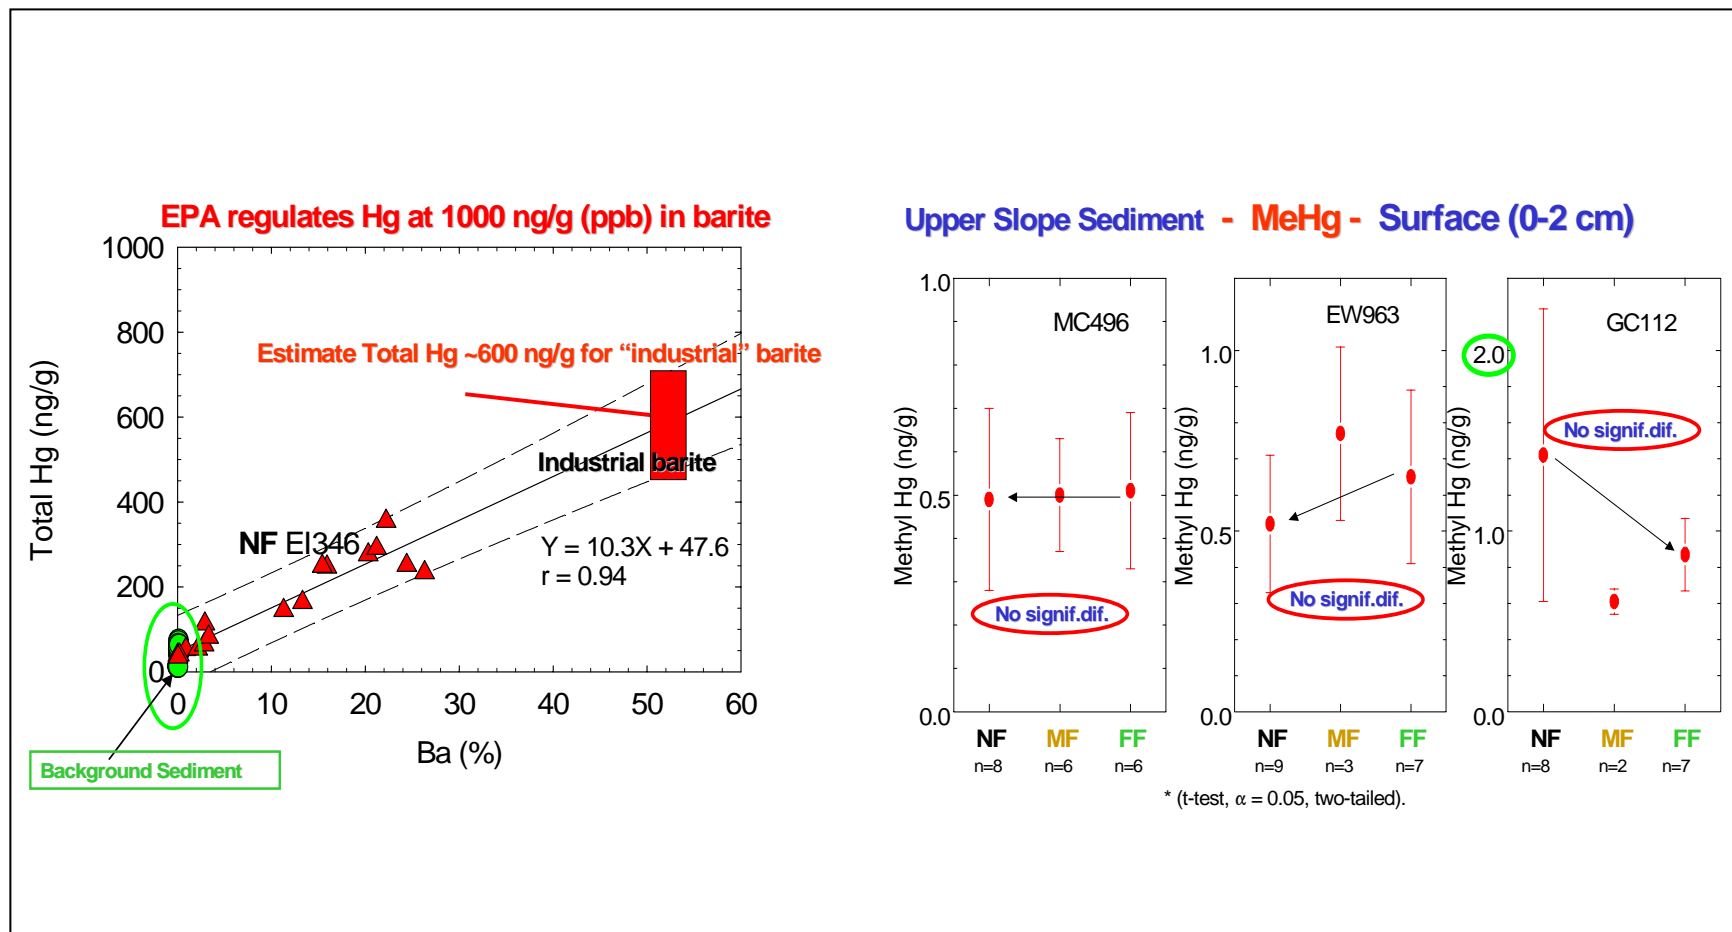 EPA regulates Hg at 1000 ng/g (ppb) in barite
1000
800
600
400
200
0
Total Hg (ng/g)
Estimate Total Hg ~600 ng/g for “industrial” barite
Industrial barite
NF EI346
Y = 10.3X + 47.6
r = 0.94
0 10 20 30 40 50 60
Ba (%)
Background Sediment
Upper Slope Sediment - MeHg - Surface (0-2 cm)
1.0
0.5
0.0
Methyl Hg (ng/g)
MC496
No signif.dif.
NF MF FF
n=8 n=6 n=6
1.0
0.5
0.0
Methyl Hg (ng/g)
EW963
No signif.dif.
NF MF FF
n=9 n=3 n=7
2.0
1.0
0.0
Methyl Hg (ng/g)
GC112
No signif.dif.
NF MF FF
n=8 n=2 n=7
* (t-test, α = 0.05, two-tailed).